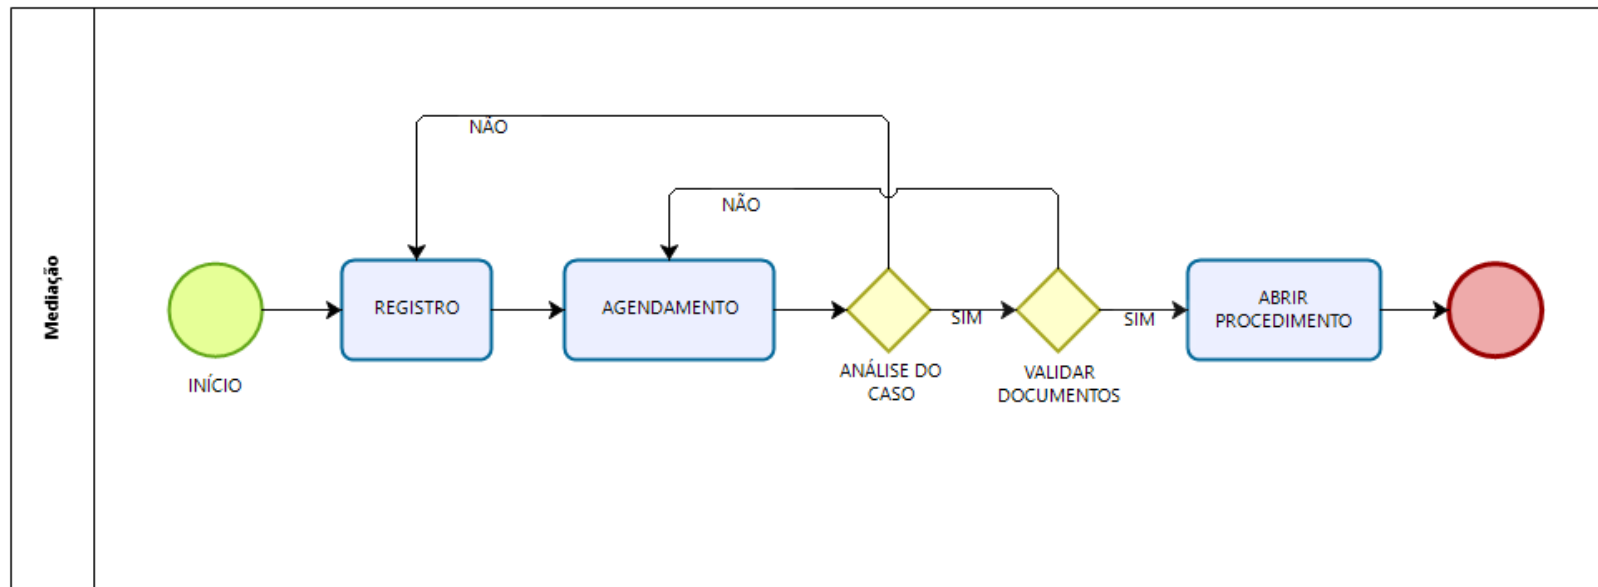 Mediação
NÃO
NÃO
INÍCIO
REGISTRO
AGENDAMENTO
ANÁLISE DO
CASO
SIM
VALIDAR
DOCUMENTOS
SIM
ABRIR
PROCEDIMENTO